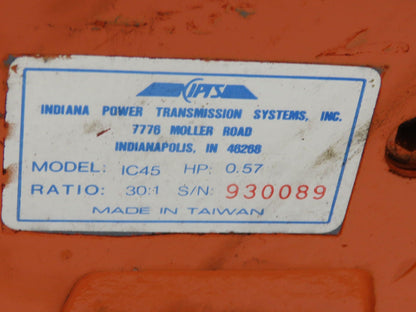 IPTS
INDIANA POWER TRANSMISSION SYSTEMS, INC.
7776 MOLLER ROAD
INDIANAPOLIS, IN 46268
MODEL: IC45 HP: 0.57
RATIO: 30:1 S/N: 930089
MADE IN TAIWAN